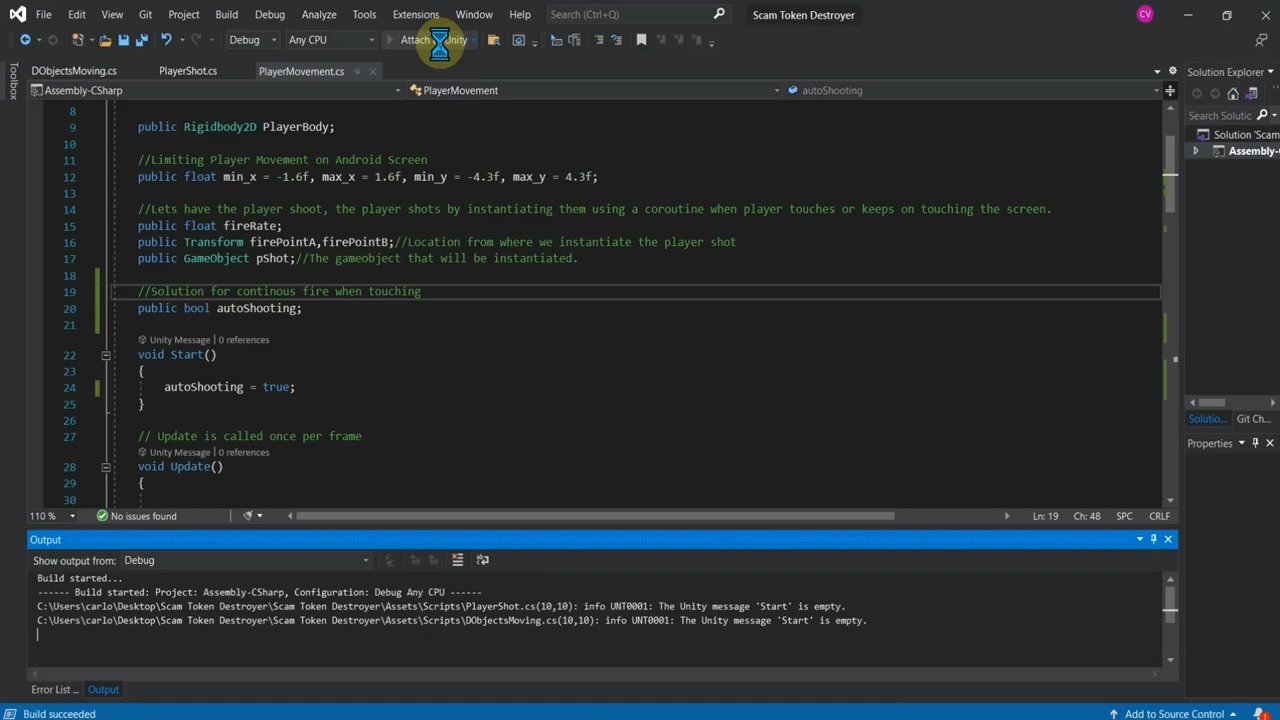 File Edit View Git Project Build Debug Analyze Tools Extensions Window Help Search (Ctrl+Q) Scam Token Destroyer CV
Debug Any CPU Attach Unity
Toolbox
DObjectsMoving.cs PlayerShot.cs PlayerMovement.cs
Assembly-CSharp PlayerMovement autoShooting
8
9 public Rigidbody2D PlayerBody;
10
11 //Limiting Player Movement on Android Screen
12 public float min_x = -1.6f, max_x = 1.6f, min_y = -4.3f, max_y = 4.3f;
13
14 //Lets have the player shoot, the player shots by instantiating them using a coroutine when player touches or keeps on touching the screen.
15 public float fireRate;
16 public Transform firePointA,firePointB;//Location from where we instantiate the player shot
17 public GameObject pShot;//The gameobject that will be instantiated.
18
19 //Solution for continous fire when touching
20 public bool autoShooting;
21
Unity Message | 0 references
22 void Start()
23 {
24 autoShooting = true;
25 }
26
27 // Update is called once per frame
Unity Message | 0 references
28 void Update()
29 {
30
110 % No issues found Ln: 19 Ch: 48 SPC CRLF
Output
Show output from: Debug
Build started...
------ Build started: Project: Assembly-CSharp, Configuration: Debug Any CPU ------
C:\Users\carlo\Desktop\Scam Token Destroyer\Scam Token Destroyer\Assets\Scripts\PlayerShot.cs(10,10): info UNT0001: The Unity message 'Start' is empty.
C:\Users\carlo\Desktop\Scam Token Destroyer\Scam Token Destroyer\Assets\Scripts\DObjectsMoving.cs(10,10): info UNT0001: The Unity message 'Start' is empty.
Error List ... Output
Build succeeded Add to Source Control
Solution Explorer
Search Solutic
Solution 'Scam
Assembly-C
Solutio... Git Ch...
Properties